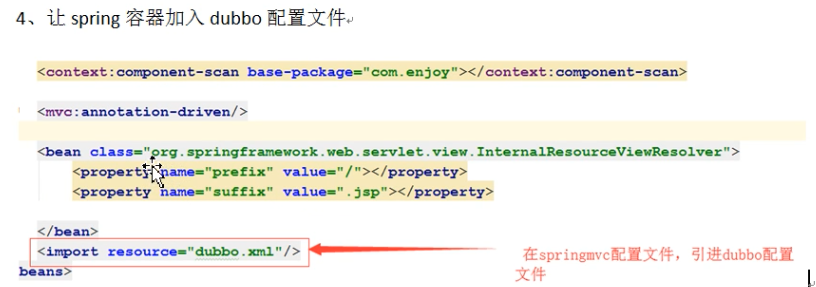 4、让 spring 容器加入 dubbo 配置文件
<context:component-scan base-package="com.enjoy"></context:component-scan>
<mvc:annotation-driven/>
<bean class="org.springframework.web.servlet.view.InternalResourceViewResolver">
<property name="prefix" value="/"></property>
<property name="suffix" value=".jsp"></property>
</bean>
<import resource="dubbo.xml"/>
在springmvc配置文件，引进dubbo配置
文件
beans>